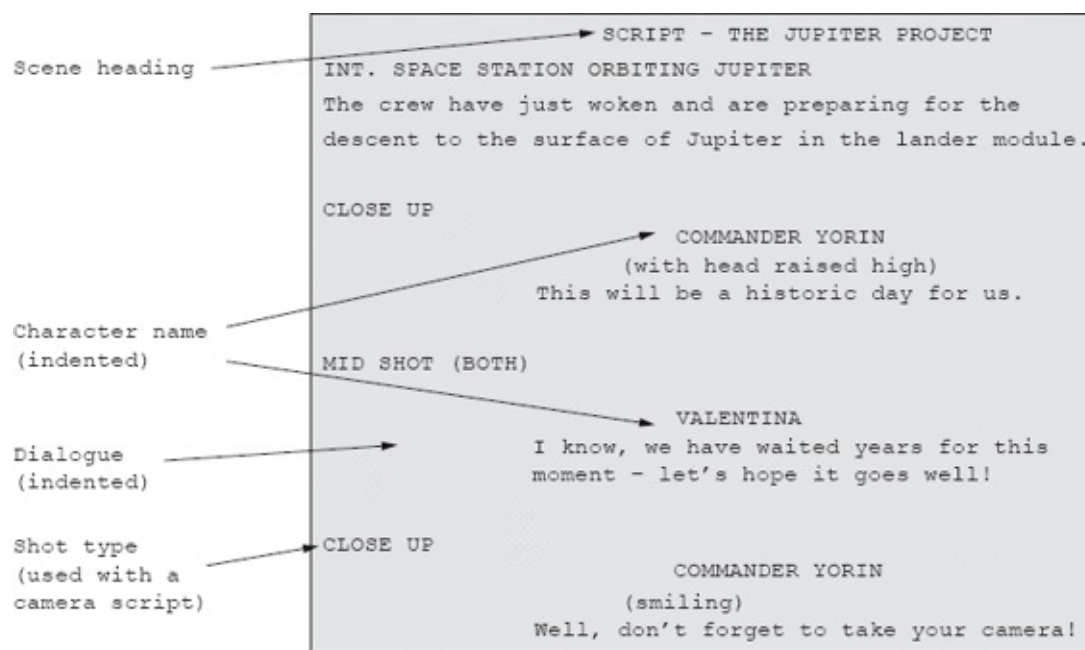 SCRIPT – THE JUPITER PROJECT
Scene heading
INT. SPACE STATION ORBITING JUPITER
The crew have just woken and are preparing for the
descent to the surface of Jupiter in the lander module.
CLOSE UP
COMMANDER YORIN
(with head raised high)
This will be a historic day for us.
Character name
(indented)
MID SHOT (BOTH)
VALENTINA
I know, we have waited years for this
moment – let's hope it goes well!
Dialogue
(indented)
Shot type
(used with a
camera script)
CLOSE UP
COMMANDER YORIN
(smiling)
Well, don't forget to take your camera!